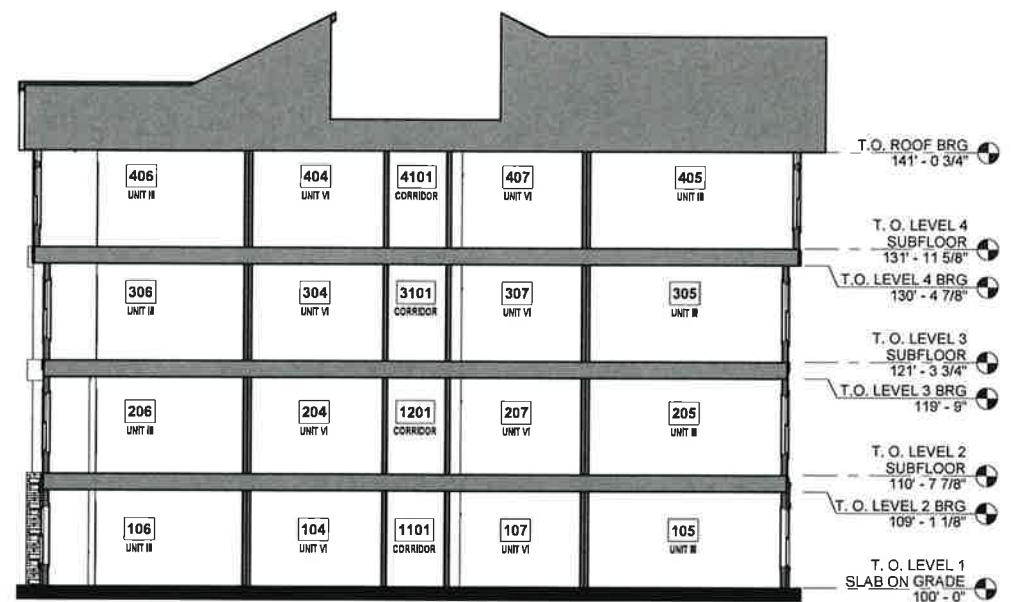 T.O. ROOF BRG
141' - 0 3/4"
406
UNIT III
404
UNIT VI
4101
CORRIDOR
407
UNIT VI
405
UNIT III
T. O. LEVEL 4
SUBFLOOR
131' - 11 5/8"
T.O. LEVEL 4 BRG
130' - 4 7/8"
306
UNIT III
304
UNIT VI
3101
CORRIDOR
307
UNIT VI
305
UNIT III
T. O. LEVEL 3
SUBFLOOR
121' - 3 3/4"
T.O. LEVEL 3 BRG
119' - 9"
206
UNIT III
204
UNIT VI
1201
CORRIDOR
207
UNIT VI
205
UNIT III
T. O. LEVEL 2
SUBFLOOR
110' - 7 7/8"
T. O. LEVEL 2 BRG
109' - 1 1/8"
106
UNIT III
104
UNIT VI
1101
CORRIDOR
107
UNIT VI
105
UNIT III
T. O. LEVEL 1
SLAB ON GRADE
100' - 0"